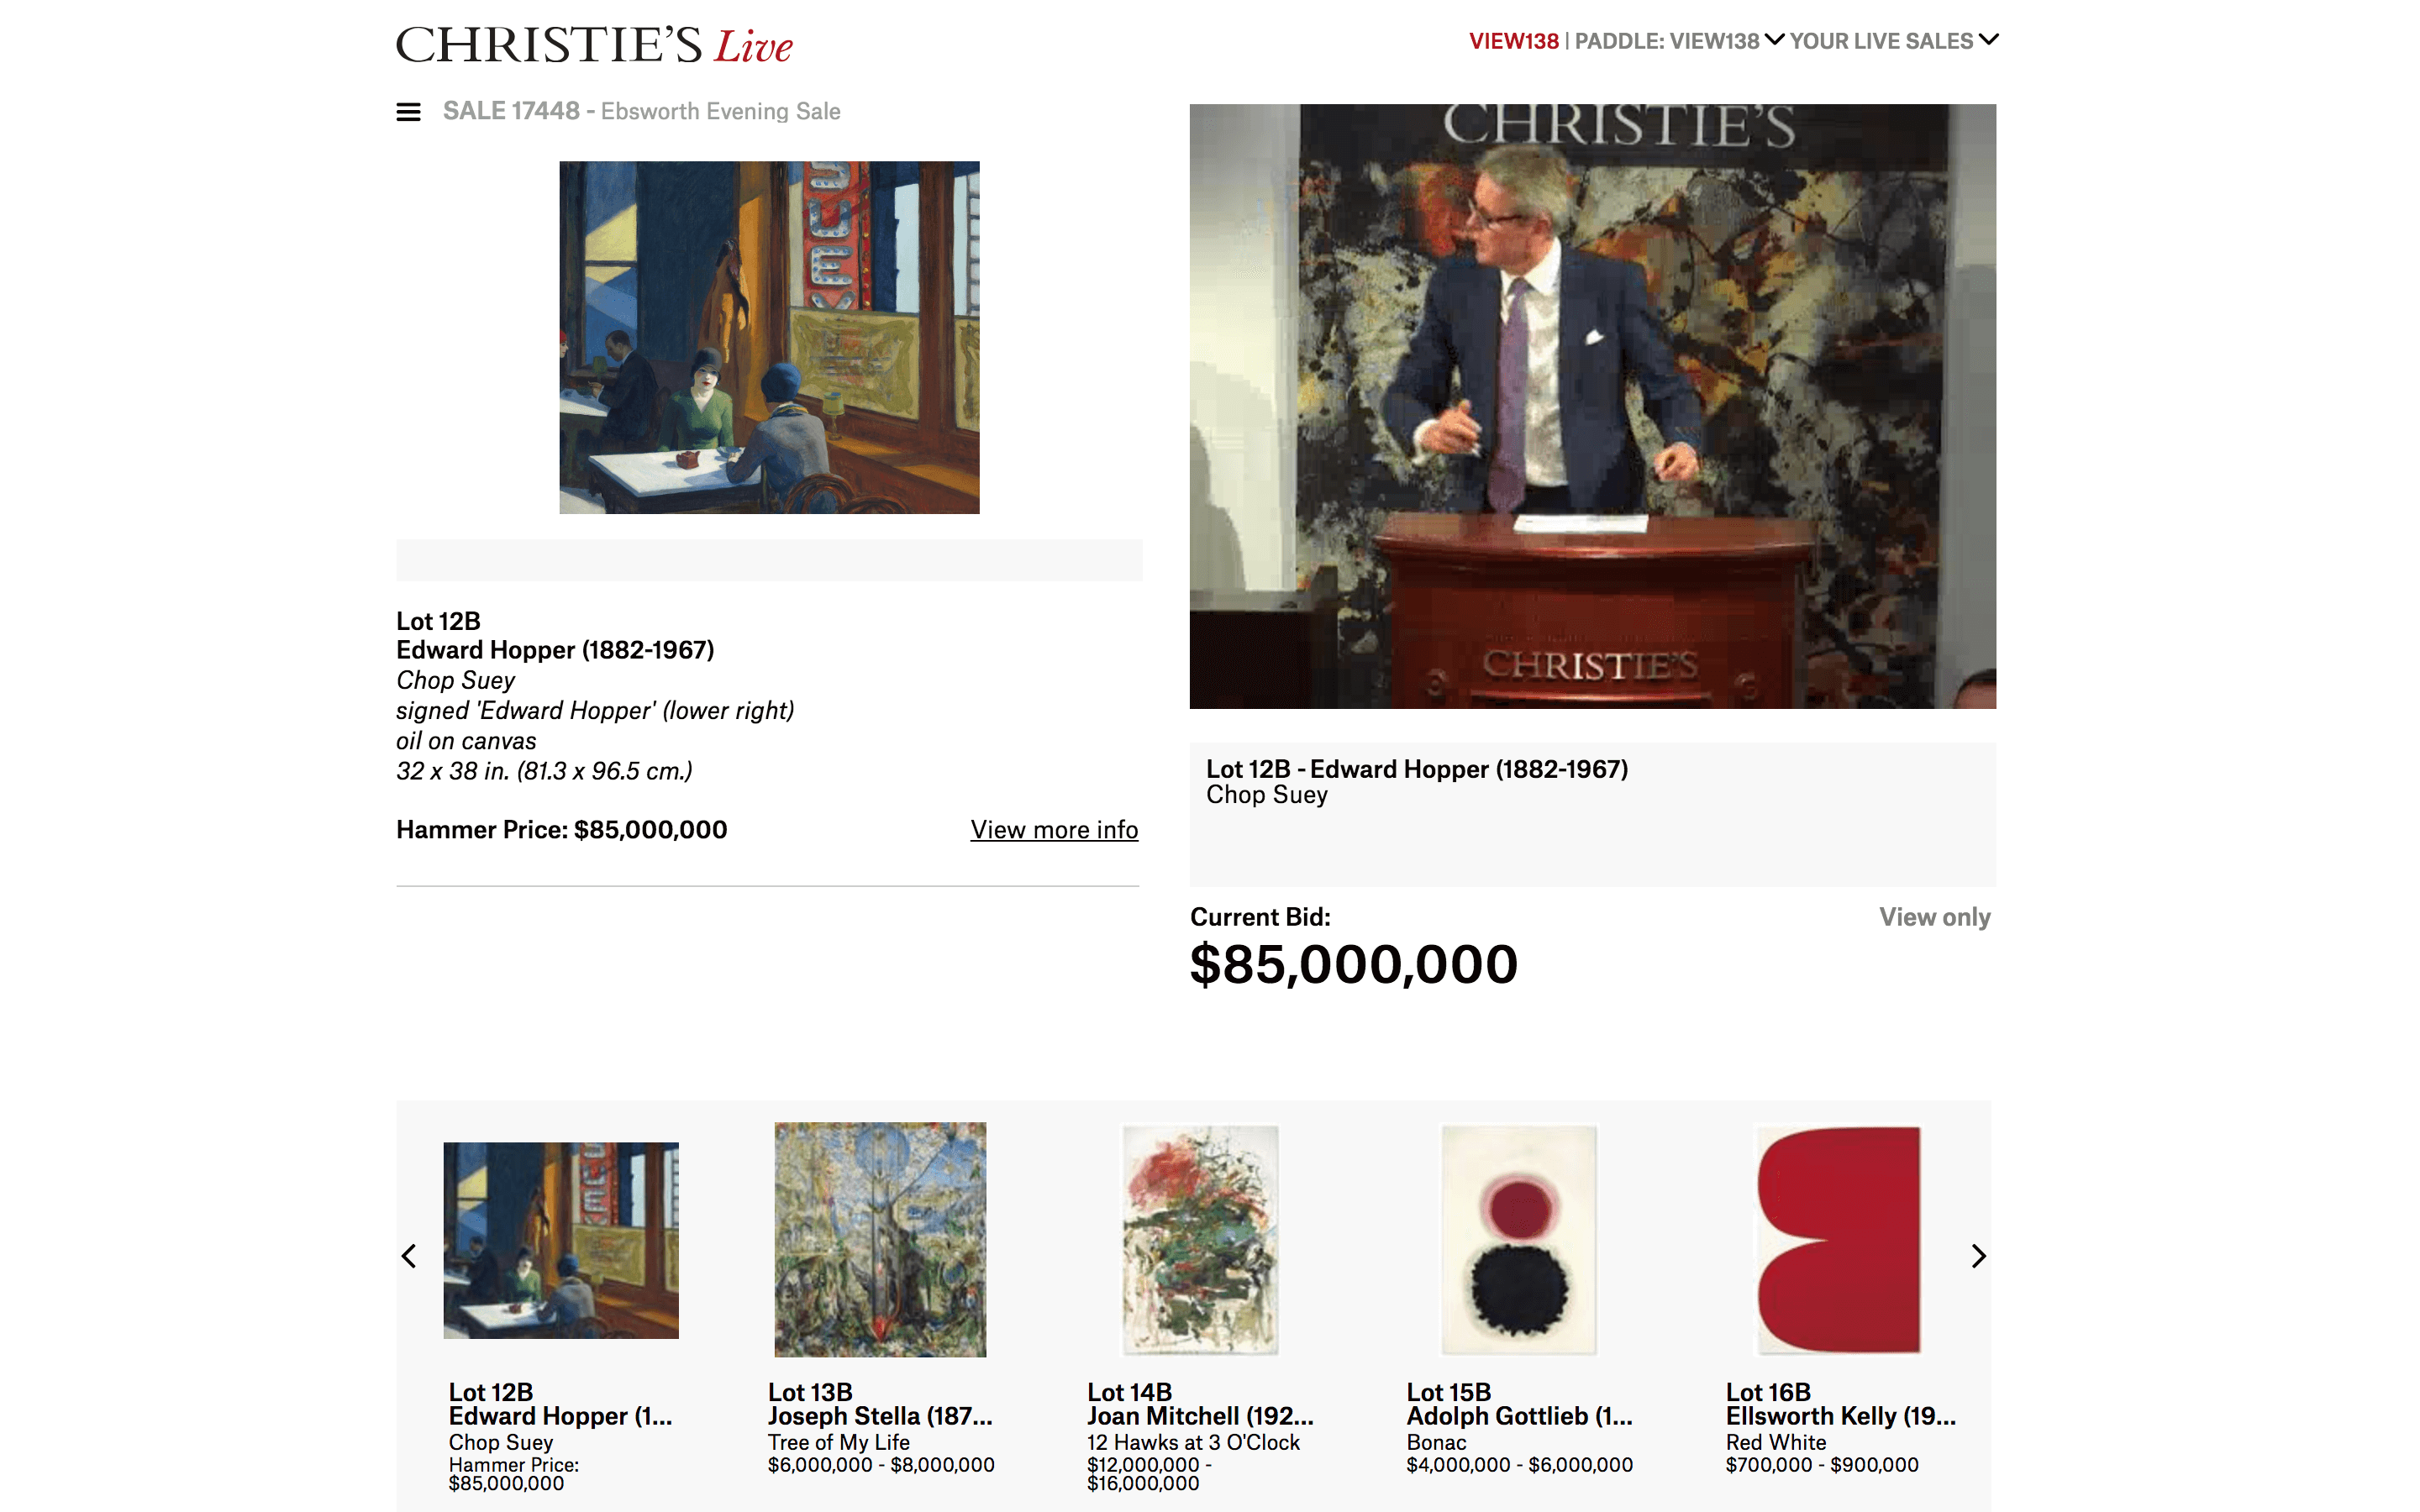 CHRISTIE'S Live
VIEW138 | PADDLE: VIEW138 YOUR LIVE SALES
SALE 17448 - Ebsworth Evening Sale
SUEY
CHRISTIE'S
CHRISTIE'S
Lot 12B
Edward Hopper (1882-1967)
Chop Suey
signed 'Edward Hopper' (lower right)
oil on canvas
32 x 38 in. (81.3 x 96.5 cm.)
Hammer Price: $85,000,000
View more info
Lot 12B - Edward Hopper (1882-1967)
Chop Suey
Current Bid:
View only
$85,000,000
SUEY
Lot 12B
Edward Hopper (1...
Chop Suey
Hammer Price:
$85,000,000
Lot 13B
Joseph Stella (187...
Tree of My Life
$6,000,000 - $8,000,000
Lot 14B
Joan Mitchell (192...
12 Hawks at 3 O'Clock
$12,000,000 -
$16,000,000
Lot 15B
Adolph Gottlieb (1...
Bonac
$4,000,000 - $6,000,000
Lot 16B
Ellsworth Kelly (19...
Red White
$700,000 - $900,000